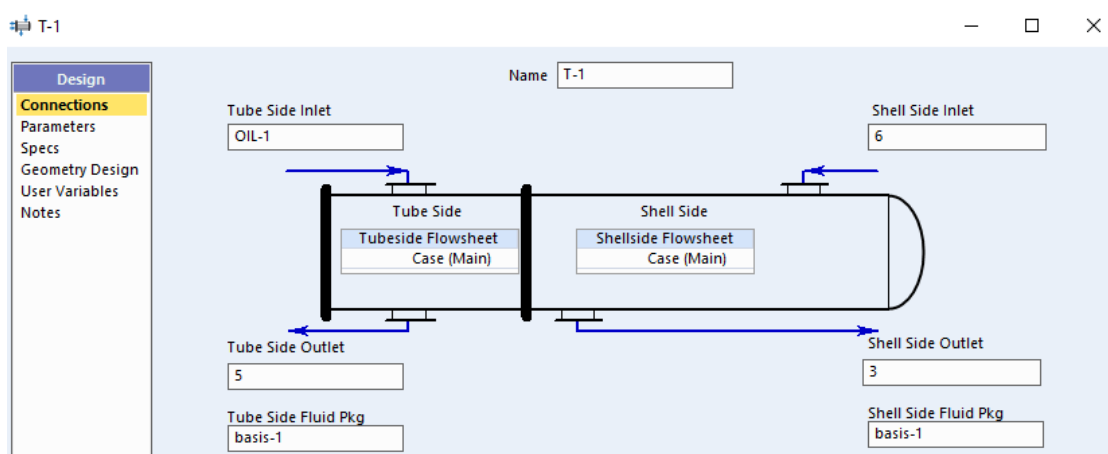 T-1
Design
Connections
Parameters
Specs
Geometry Design
User Variables
Notes
Name T-1
Tube Side Inlet
OIL-1
Shell Side Inlet
6
Tube Side
Tubeside Flowsheet
Case (Main)
Shell Side
Shellside Flowsheet
Case (Main)
Tube Side Outlet
5
Shell Side Outlet
3
Tube Side Fluid Pkg
basis-1
Shell Side Fluid Pkg
basis-1